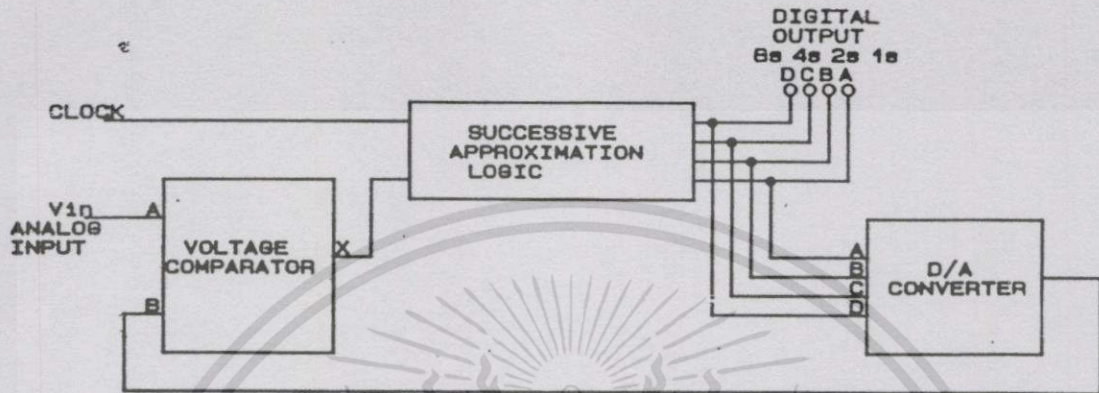 DIGITAL
OUTPUT
8s 4s 2s 1s
D C B A
CLOCK
SUCCESSIVE
APPROXIMATION
LOGIC
Vin
ANALOG
INPUT
A
VOLTAGE
COMPARATOR
X
B
A
B
C
D
D/A
CONVERTER